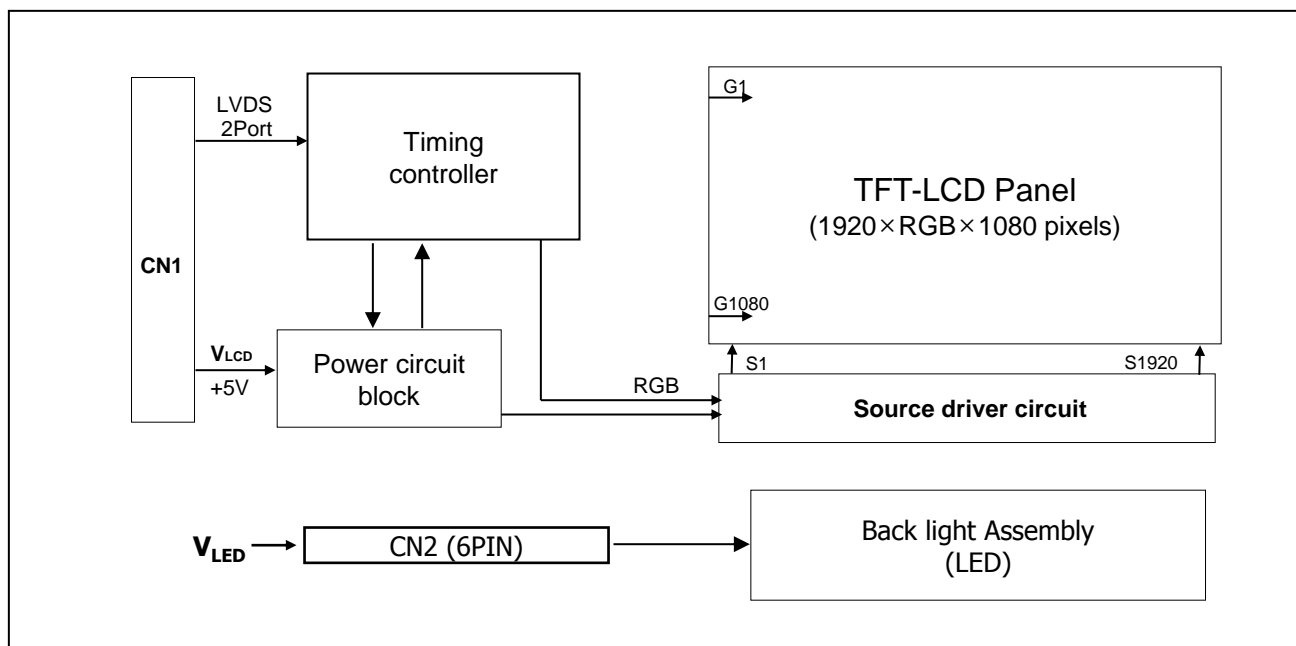 LVDS
2Port
Timing
controller
G1
TFT-LCD Panel
(1920×RGB×1080 pixels)
CN1
G1080
VLCD
+5V
Power circuit
block
RGB
S1
S1920
Source driver circuit
VLED
CN2 (6PIN)
Back light Assembly
(LED)